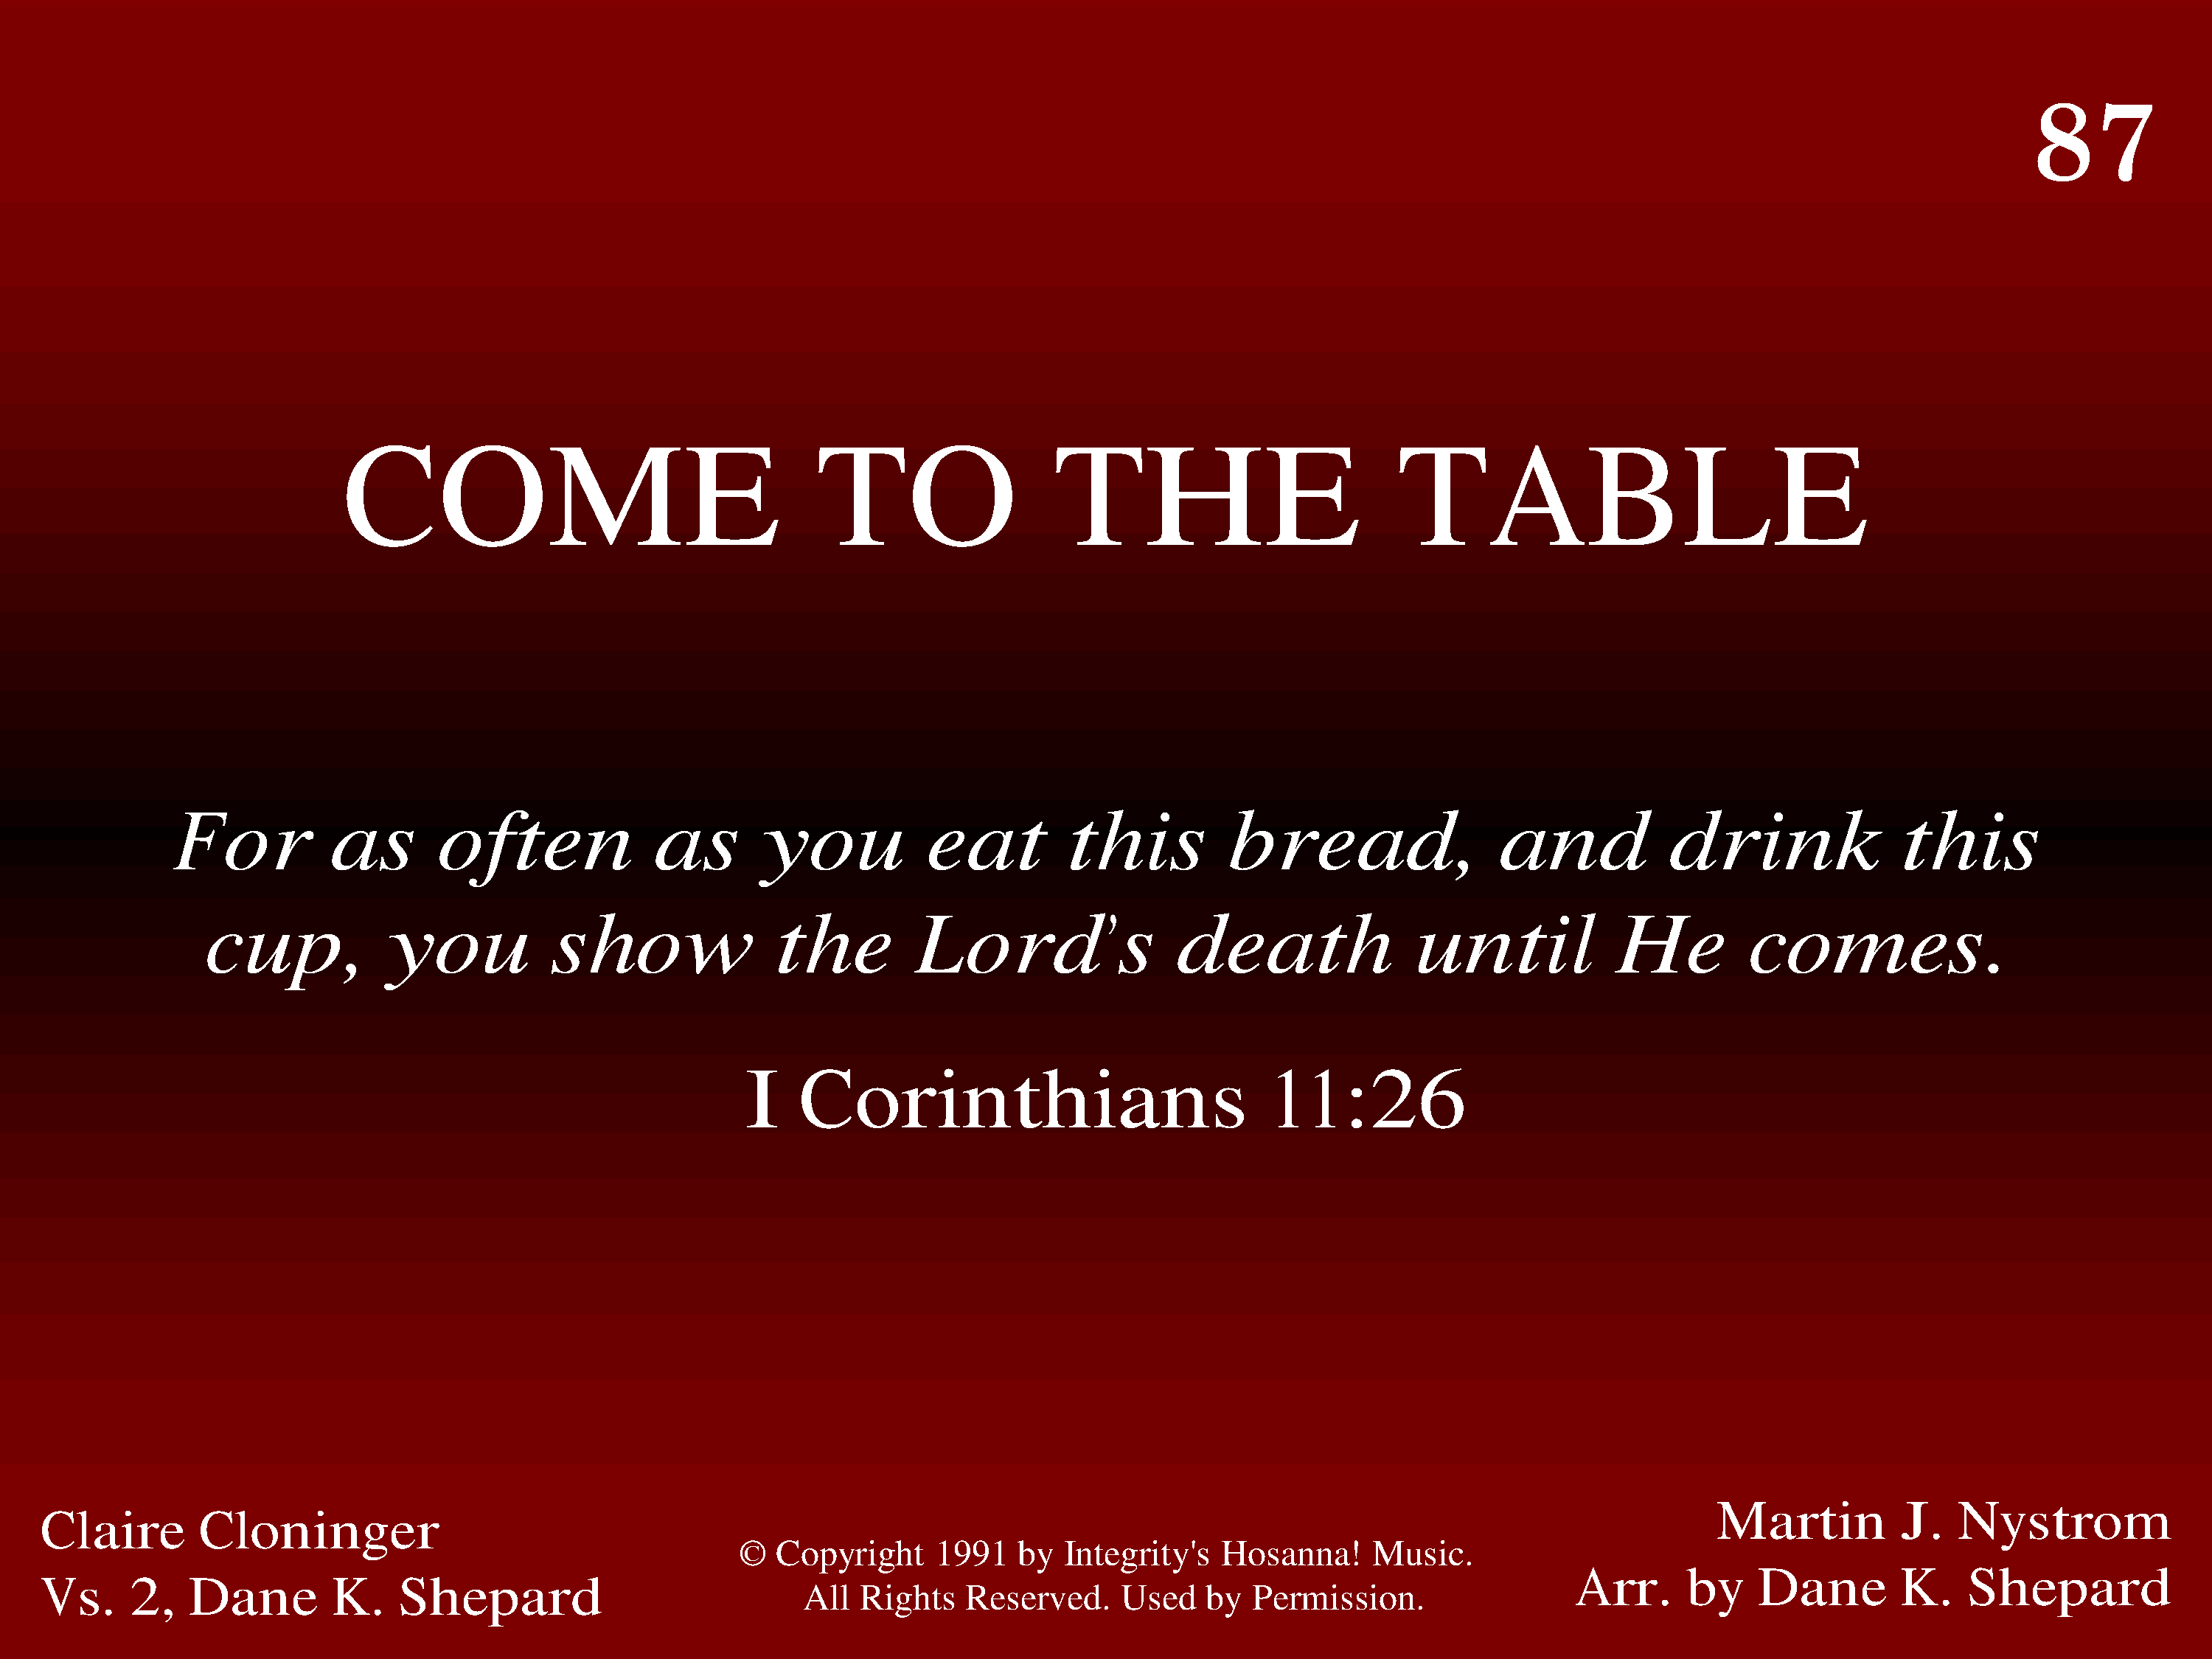 87
COME TO THE TABLE
For as often as you eat this bread, and drink this
cup, you show the Lord's death until He comes.
I Corinthians 11:26
Claire Cloninger
Vs. 2, Dane K. Shepard
© Copyright 1991 by Integrity's Hosanna! Music.
All Rights Reserved. Used by Permission.
Martin J. Nystrom
Arr. by Dane K. Shepard